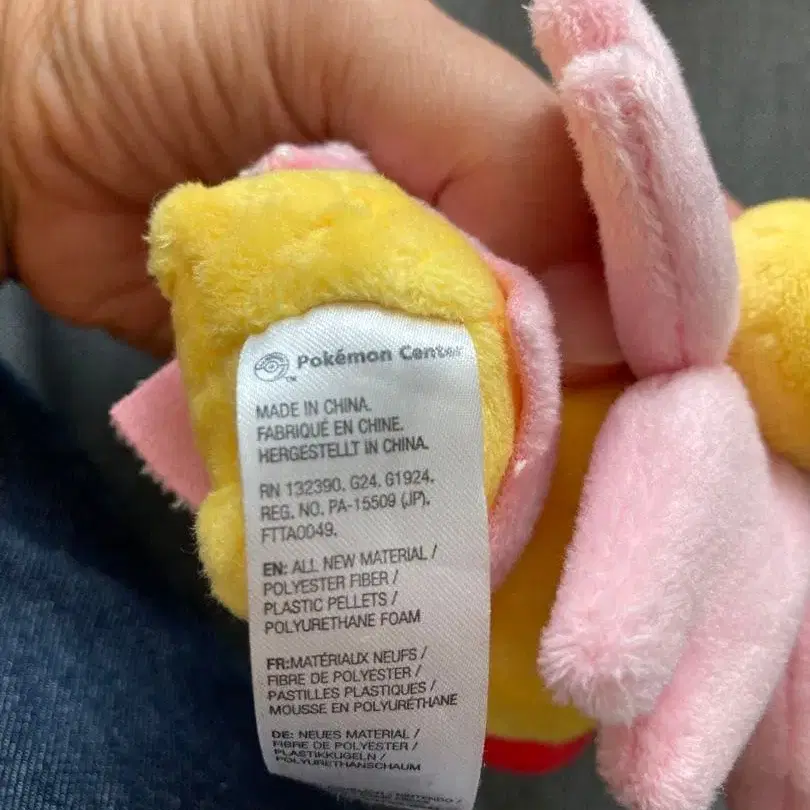 Pokémon Center
TM
MADE IN CHINA.
FABRIQUÉ EN CHINE.
HERGESTELLT IN CHINA.
RN 132390. G24. G1924.
REG. NO. PA-15509 (JP).
FTTA0049.
EN: ALL NEW MATERIAL /
POLYESTER FIBER /
PLASTIC PELLETS /
POLYURETHANE FOAM
FR:MATÉRIAUX NEUFS /
FIBRE DE POLYESTER /
PASTILLES PLASTIQUES /
MOUSSE EN POLYURÉTHANE
DE: NEUES MATERIAL /
FIBRE DE POLYESTER /
PLASTIKKUGELN /
POLYURETHANSCHAUM
NINTENDO /